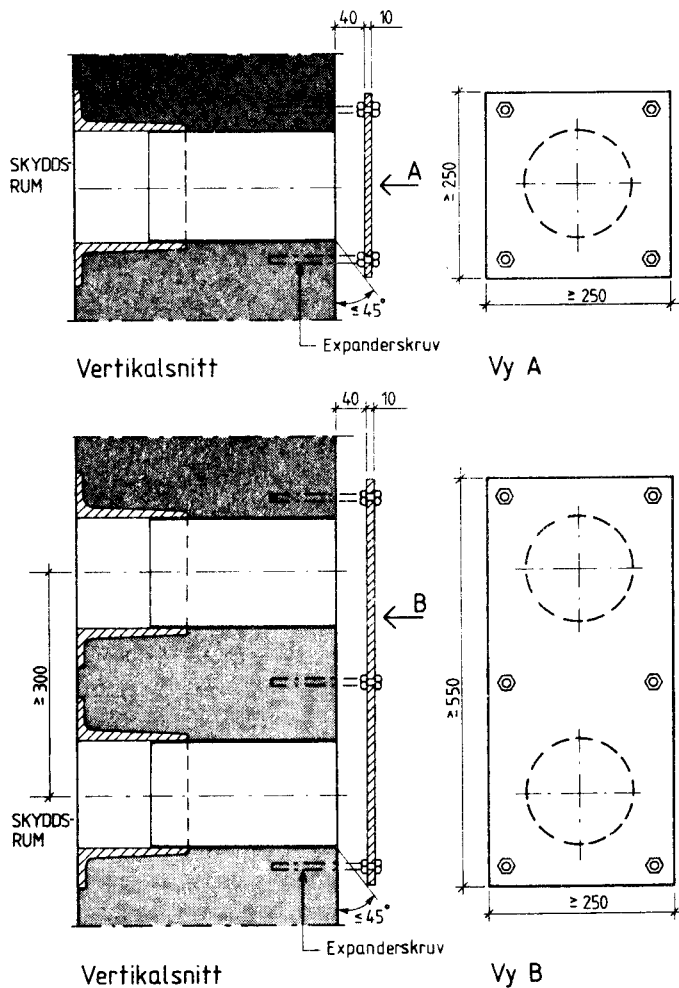 40 10
SKYDDS-
RUM
A
≥ 250
≤ 45°
≥ 250
Expanderskruv
Vertikalsnitt
Vy A
40 10
B
≥ 300
≥ 550
SKYDDS-
RUM
≤ 45°
≥ 250
Expanderskruv
Vertikalsnitt
Vy B